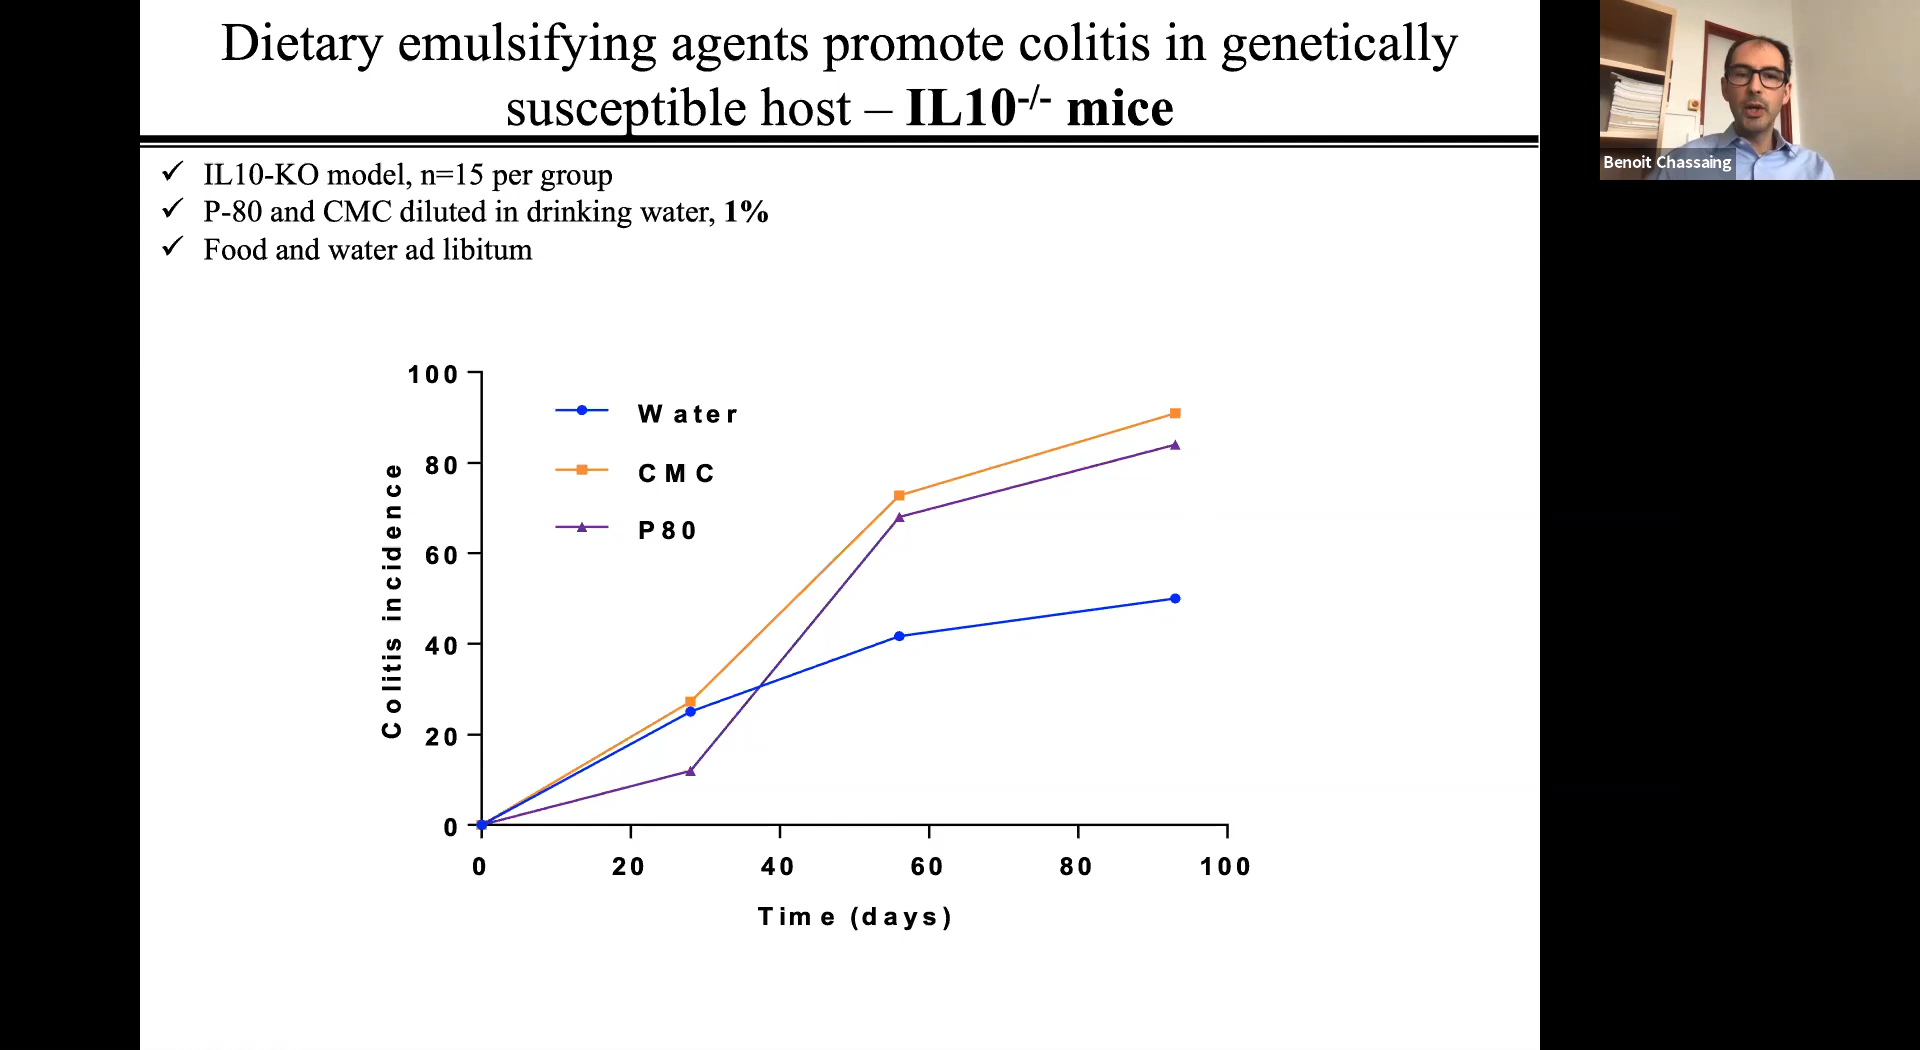 Dietary emulsifying agents promote colitis in genetically
susceptible host – IL10-/- mice
✓ IL10-KO model, n=15 per group
✓ P-80 and CMC diluted in drinking water, 1%
✓ Food and water ad libitum
Benoit Chassaing
100
80
60
40
20
0
Colitis incidence
Water
CMC
P80
0 20 40 60 80 100
Time (days)